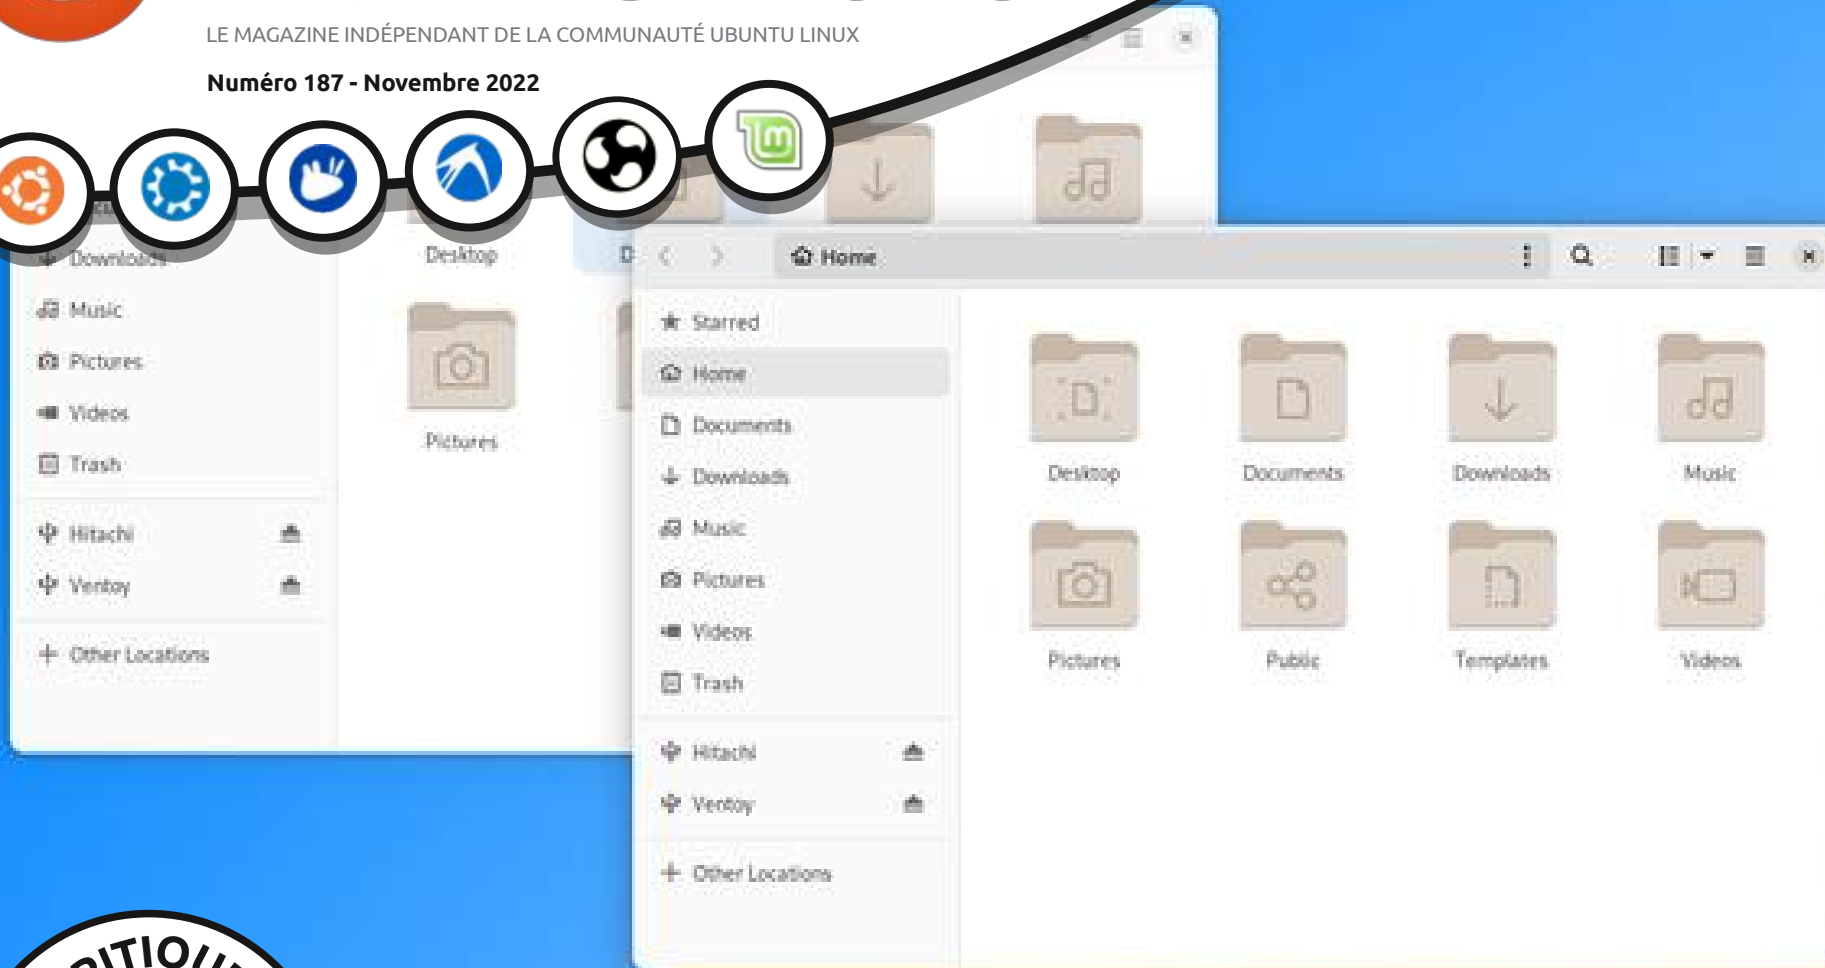 LE MAGAZINE INDÉPENDANT DE LA COMMUNAUTÉ UBUNTU LINUX
Numéro 187 - Novembre 2022
Downloads
Music
Pictures
Videos
Trash
Hitachi
Ventoy
Other Locations
Desktop
Pictures
Home
Starred
Home
Documents
Downloads
Music
Pictures
Videos
Trash
Hitachi
Ventoy
Other Locations
Desktop Documents Downloads Music
Pictures Public Templates Videos